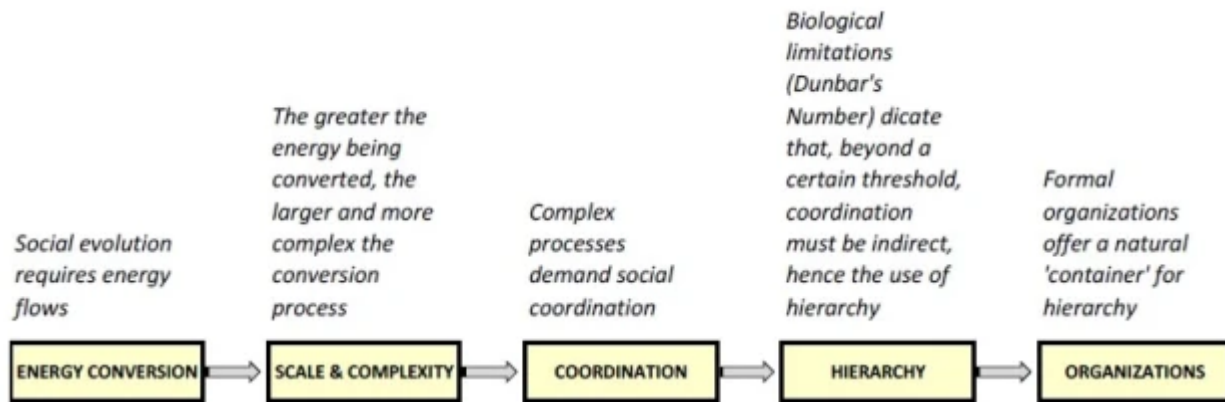 Social evolution
requires energy
flows
The greater the
energy being
converted, the
larger and more
complex the
conversion
process
Complex
processes
demand social
coordination
Biological
limitations
(Dunbar's
Number) dicate
that, beyond a
certain threshold,
coordination
must be indirect,
hence the use of
hierarchy
Formal
organizations
offer a natural
'container' for
hierarchy
ENERGY CONVERSION
SCALE & COMPLEXITY
COORDINATION
HIERARCHY
ORGANIZATIONS